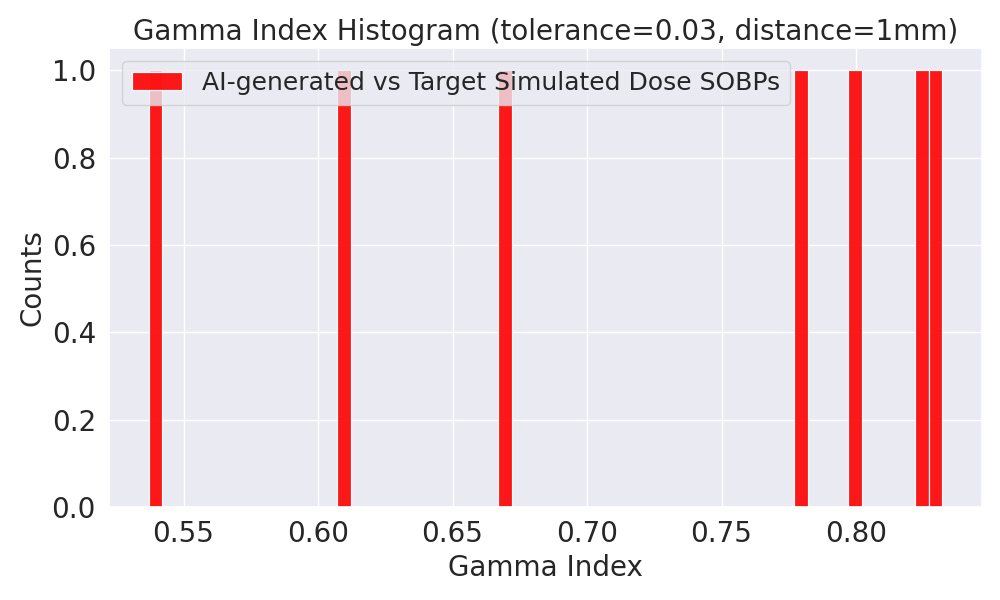 Gamma Index Histogram (tolerance=0.03, distance=1mm)
AI-generated vs Target Simulated Dose SOBPs
Counts
1.0
0.8
0.6
0.4
0.2
0.0
0.55 0.60 0.65 0.70 0.75 0.80
Gamma Index